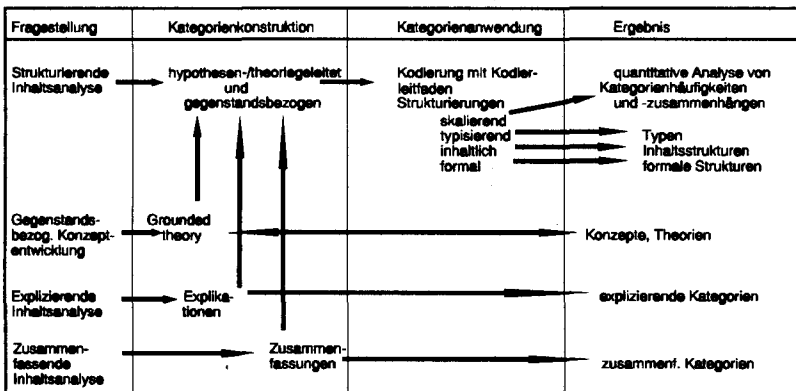 Fragestellung
Kategorienkonstruktion
Kategorienanwendung
Ergebnis
Strukturierende
Inhaltsanalyse
hypothesen-/theoriegeleitet
und
gegenstandsbezogen
Kodierung mit Kodier-
leitfaden
Strukturierungen
skalierend
typisierend
inhaltlich
formal
quantitative Analyse von
Kategorienhäufigkeiten
und -zusammenhängen
Typen
Inhaltsstrukturen
formale Strukturen
Gegenstands-
bezog. Konzept-
entwicklung
Grounded
theory
Konzepte, Theorien
Explizierende
Inhaltsanalyse
Explika-
tionen
explizierende Kategorien
Zusammen-
fassende
Inhaltsanalyse
Zusammen-
fassungen
zusammenf. Kategorien